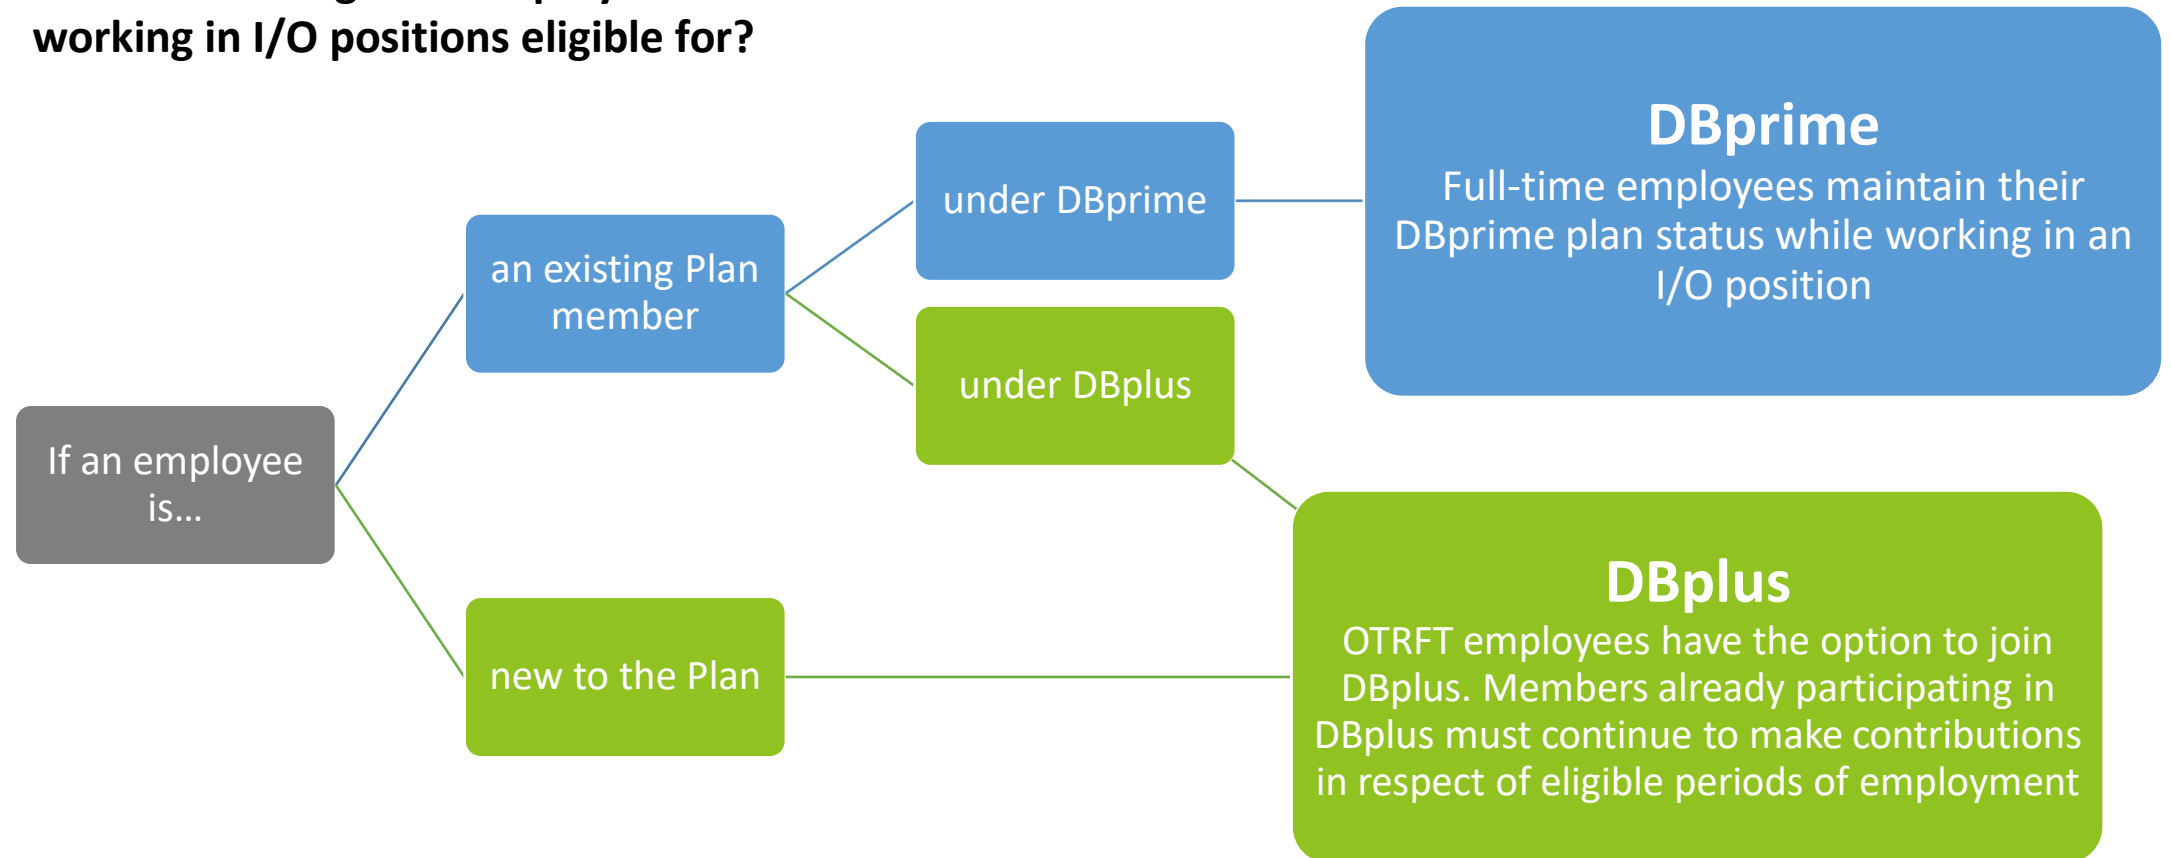 working in I/O positions eligible for?
DBprime
Full-time employees maintain their
DBprime plan status while working in an
I/O position
under DBprime
an existing Plan
member
under DBplus
If an employee
is...
DBplus
OTRFT employees have the option to join
DBplus. Members already participating in
DBplus must continue to make contributions
in respect of eligible periods of employment
new to the Plan